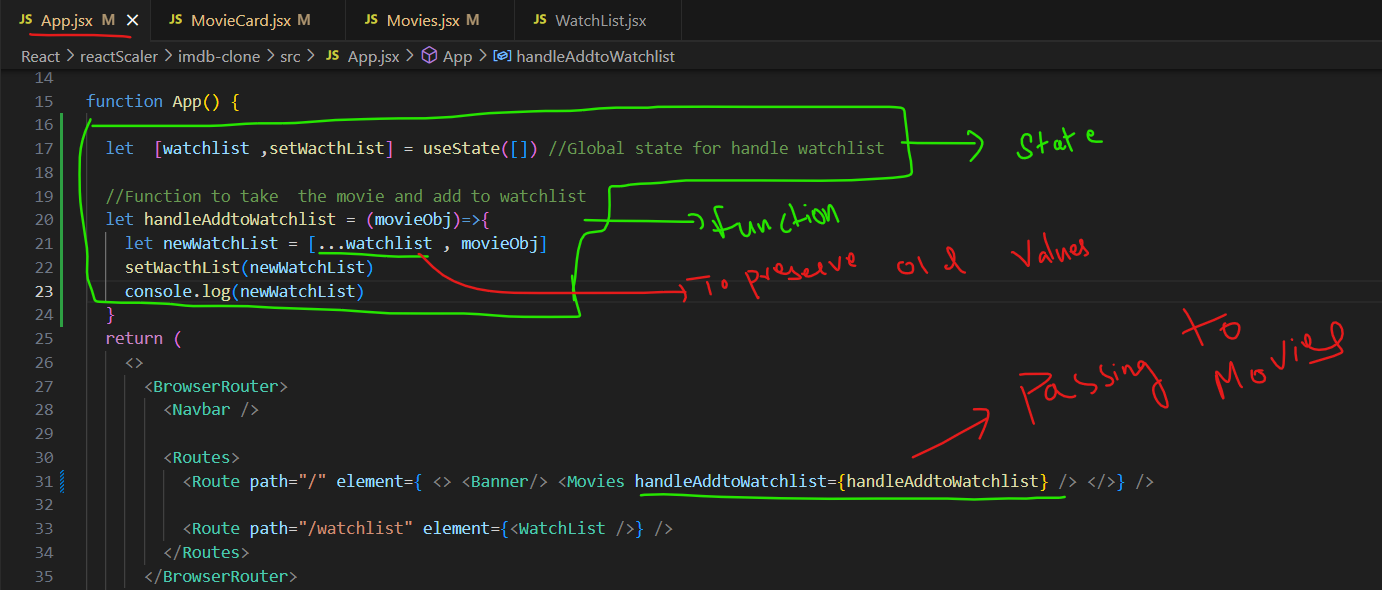 JS App.jsx M × JS MovieCard.jsx M JS Movies.jsx M JS WatchList.jsx
React > reactScaler > imdb-clone > src > JS App.jsx > App > handleAddtoWatchlist
14
15 function App() {
16
17 let [watchlist ,setWacthList] = useState([]) //Global state for handle watchlist State
18
19 //Function to take the movie and add to watchlist
20 let handleAddtoWatchlist = (movieObj)=>{ Function
21 let newWatchList = [...watchlist , movieObj]
22 setWacthList(newWatchList)
To preserve old values
23 console.log(newWatchList)
24 }
25 return (
26 <>
Passing to
Movies
27 <BrowserRouter>
28 <Navbar />
29
30 <Routes>
31 <Route path="/" element={ <> <Banner/> <Movies handleAddtoWatchlist={handleAddtoWatchlist} /> </>} />
32
33 <Route path="/watchlist" element={<WatchList />} />
34 </Routes>
35 </BrowserRouter>